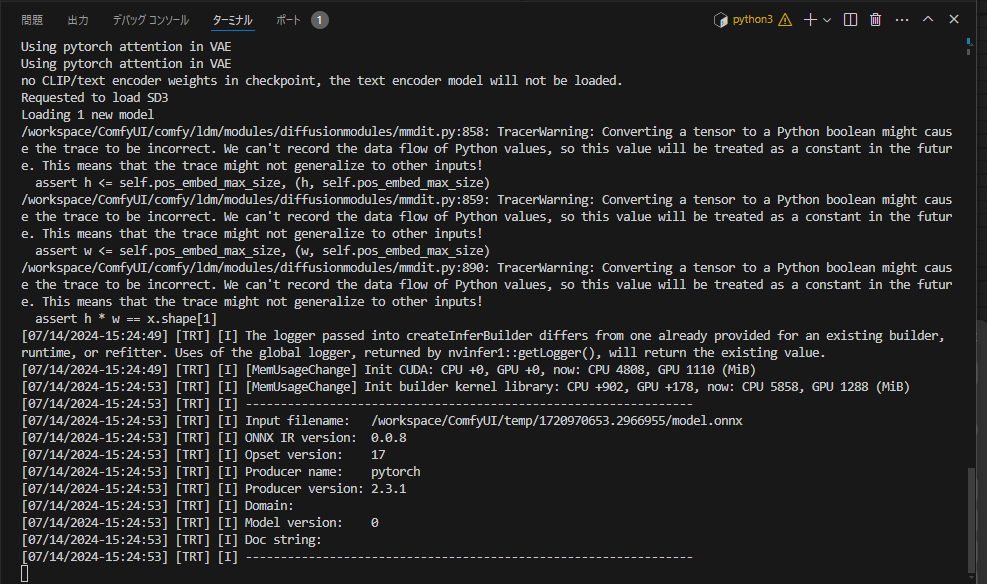 問題 出力 デバッグ コンソール ターミナル ポート 1 python3
Using pytorch attention in VAE
Using pytorch attention in VAE
no CLIP/text encoder weights in checkpoint, the text encoder model will not be loaded.
Requested to load SD3
Loading 1 new model
/workspace/ComfyUI/comfy/ldm/modules/diffusionmodules/mmdit.py:858: TracerWarning: Converting a tensor to a Python boolean might caus
e the trace to be incorrect. We can't record the data flow of Python values, so this value will be treated as a constant in the futur
e. This means that the trace might not generalize to other inputs!
  assert h <= self.pos_embed_max_size, (h, self.pos_embed_max_size)
/workspace/ComfyUI/comfy/ldm/modules/diffusionmodules/mmdit.py:859: TracerWarning: Converting a tensor to a Python boolean might caus
e the trace to be incorrect. We can't record the data flow of Python values, so this value will be treated as a constant in the futur
e. This means that the trace might not generalize to other inputs!
  assert w <= self.pos_embed_max_size, (w, self.pos_embed_max_size)
/workspace/ComfyUI/comfy/ldm/modules/diffusionmodules/mmdit.py:890: TracerWarning: Converting a tensor to a Python boolean might caus
e the trace to be incorrect. We can't record the data flow of Python values, so this value will be treated as a constant in the futur
e. This means that the trace might not generalize to other inputs!
  assert h * w == x.shape[1]
[07/14/2024-15:24:49] [TRT] [I] The logger passed into createInferBuilder differs from one already provided for an existing builder,
runtime, or refitter. Uses of the global logger, returned by nvinfer1::getLogger(), will return the existing value.
[07/14/2024-15:24:49] [TRT] [I] [MemUsageChange] Init CUDA: CPU +0, GPU +0, now: CPU 4808, GPU 1110 (MiB)
[07/14/2024-15:24:53] [TRT] [I] [MemUsageChange] Init builder kernel library: CPU +902, GPU +178, now: CPU 5858, GPU 1288 (MiB)
[07/14/2024-15:24:53] [TRT] [I] ----------------------------------------------------------------
[07/14/2024-15:24:53] [TRT] [I] Input filename:   /workspace/ComfyUI/temp/1720970653.2966955/model.onnx
[07/14/2024-15:24:53] [TRT] [I] ONNX IR version:  0.0.8
[07/14/2024-15:24:53] [TRT] [I] Opset version:    17
[07/14/2024-15:24:53] [TRT] [I] Producer name:    pytorch
[07/14/2024-15:24:53] [TRT] [I] Producer version: 2.3.1
[07/14/2024-15:24:53] [TRT] [I] Domain:
[07/14/2024-15:24:53] [TRT] [I] Model version:    0
[07/14/2024-15:24:53] [TRT] [I] Doc string:
[07/14/2024-15:24:53] [TRT] [I] ----------------------------------------------------------------